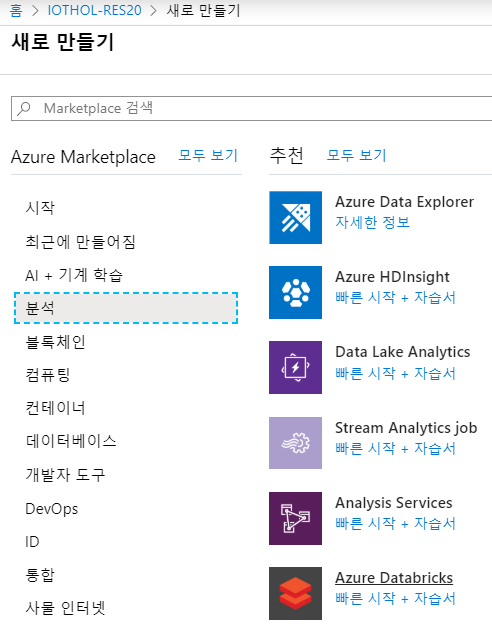 홈 > IOTHOL-RES20 > 새로 만들기
새로 만들기
Marketplace 검색
Azure Marketplace 모두 보기
시작
최근에 만들어짐
AI + 기계 학습
분석
블록체인
컴퓨팅
컨테이너
데이터베이스
개발자 도구
DevOps
ID
통합
사물 인터넷
추천 모두 보기
Azure Data Explorer
자세한 정보
Azure HDInsight
빠른 시작 + 자습서
Data Lake Analytics
빠른 시작 + 자습서
Stream Analytics job
빠른 시작 + 자습서
Analysis Services
빠른 시작 + 자습서
Azure Databricks
빠른 시작 + 자습서